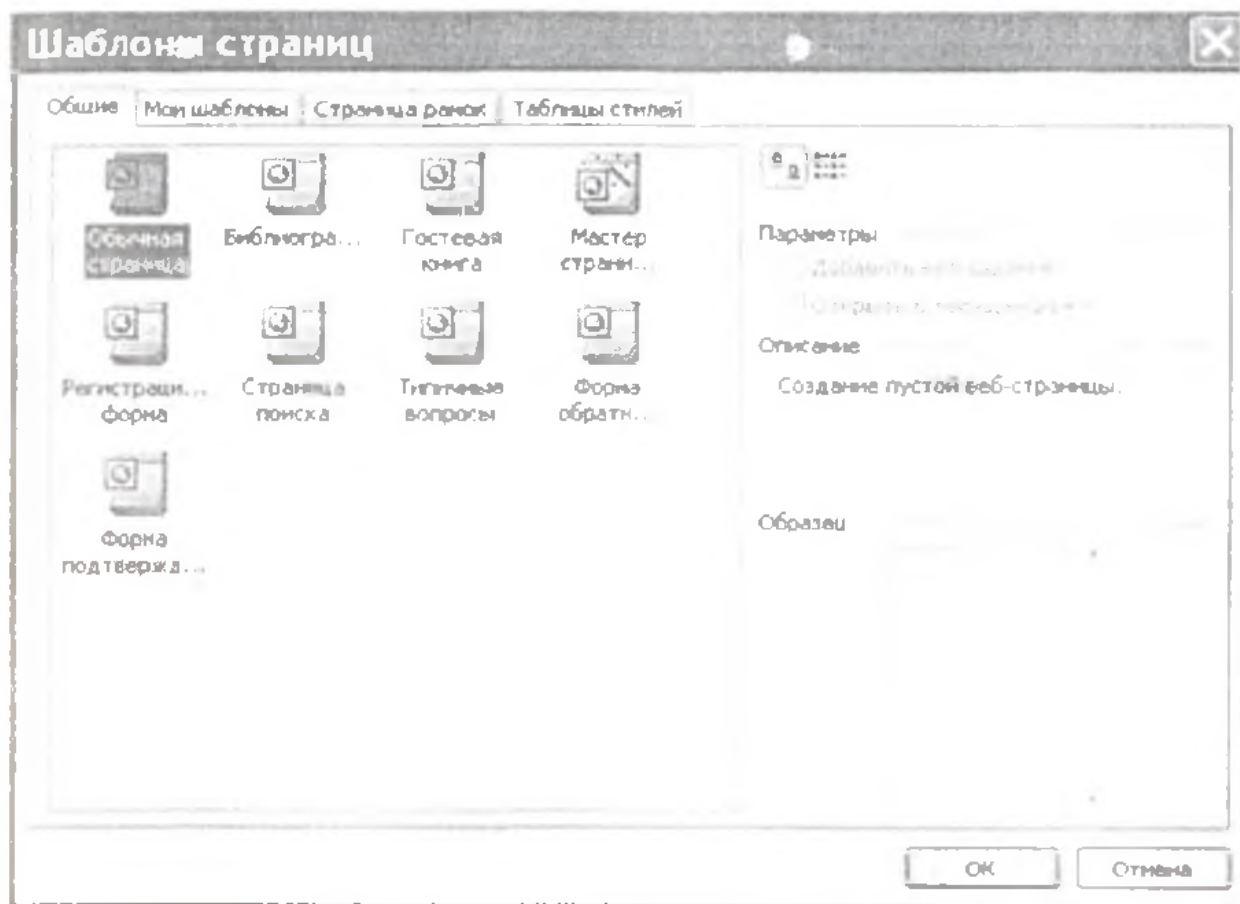 Шаблоны страниц
Общие Мои шаблоны Страница рамок Таблицы стилей
Обычная страница
Библиогра...
Гостевая книга
Мастер страни...
Регистраци... форма
Страница поиска
Типичные вопросы
Форма обратн...
Форма подтвержд...
Параметры
Добавить
Описание
Создание пустой веб-страницы.
Образец
ОК Отмена